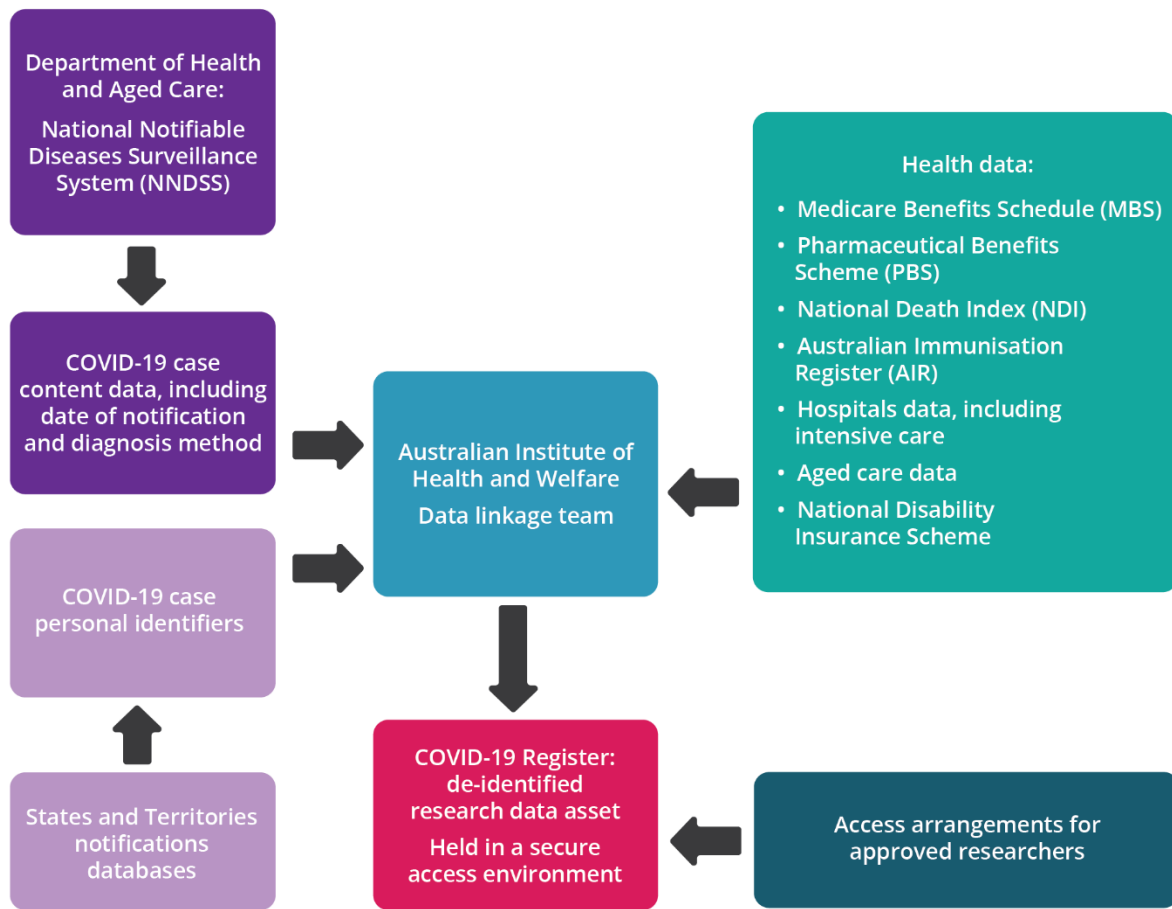 Department of Health
and Aged Care:
National Notifiable
Diseases Surveillance
System (NNDSS)
COVID-19 case
content data, including
date of notification
and diagnosis method
COVID-19 case
personal identifiers
States and Territories
notifications
databases
Australian Institute of
Health and Welfare
Data linkage team
COVID-19 Register:
de-identified
research data asset
Held in a secure
access environment
Health data:
• Medicare Benefits Schedule (MBS)
• Pharmaceutical Benefits
Scheme (PBS)
• National Death Index (NDI)
• Australian Immunisation
Register (AIR)
• Hospitals data, including
intensive care
• Aged care data
• National Disability
Insurance Scheme
Access arrangements for
approved researchers